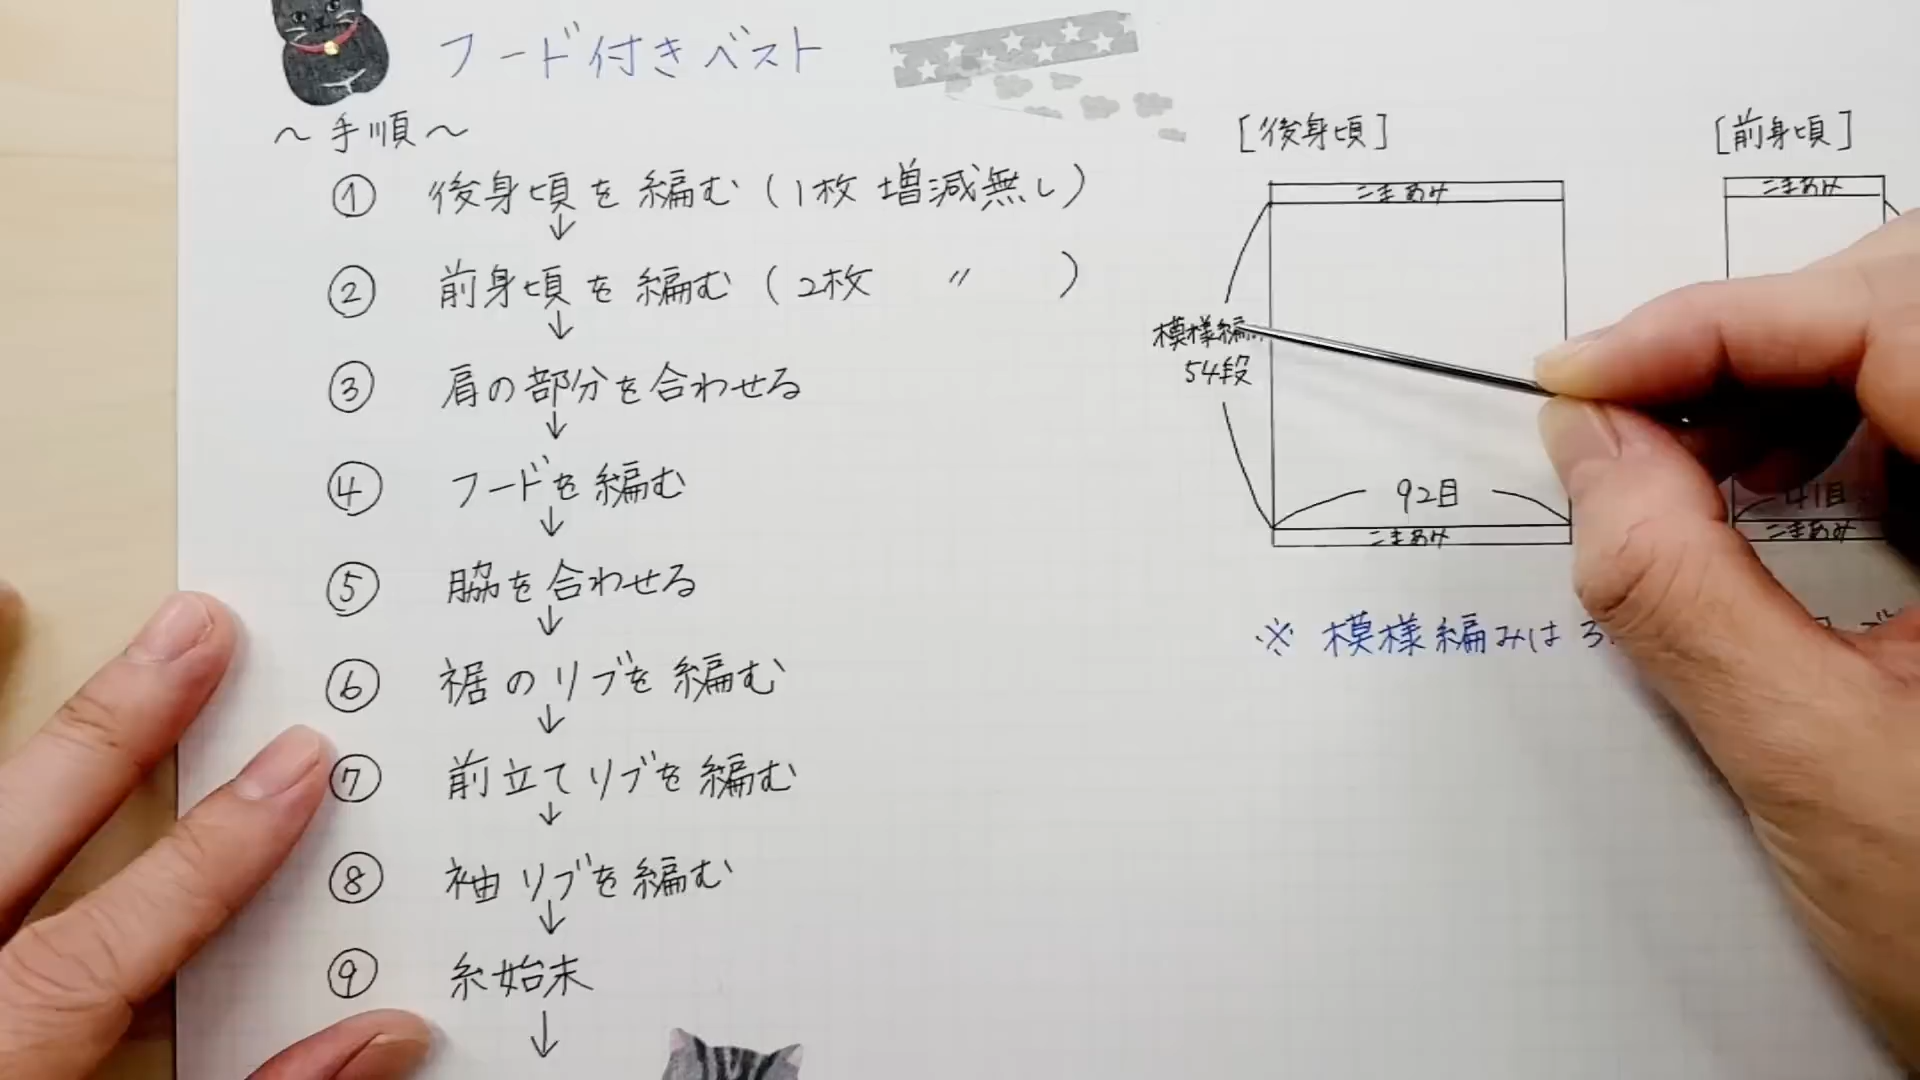 フード付きベスト
～手順～
① 後身頃を編む（1枚 増減無し）
↓
② 前身頃を編む（2枚 〃 ）
↓
③ 肩の部分を合わせる
↓
④ フードを編む
↓
⑤ 脇を合わせる
↓
⑥ 裾のリブを編む
↓
⑦ 前立てリブを編む
↓
⑧ 袖リブを編む
↓
⑨ 糸始末
↓
[後身頃]
こまあみ
模様編
54段
92目
こまあみ
[前身頃]
こまあみ
41目
こまあみ
※ 模様編みは